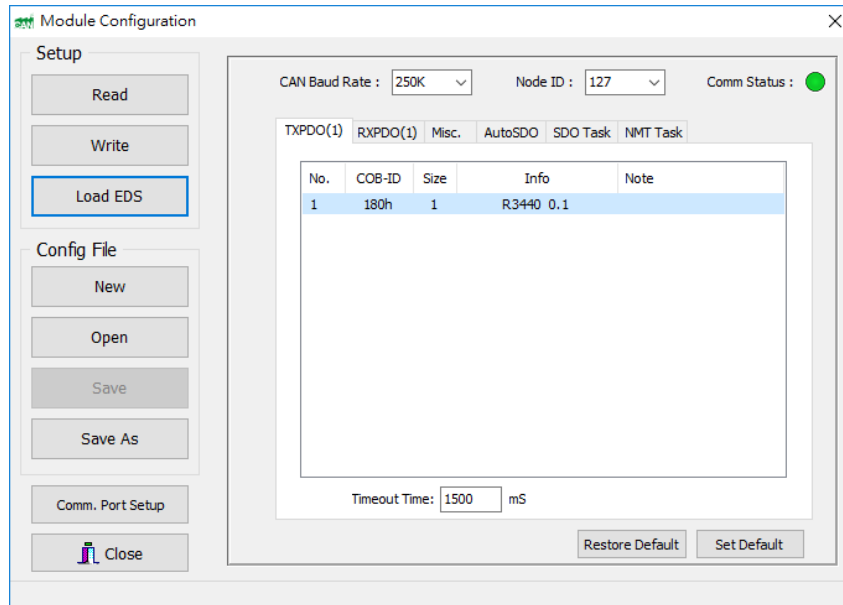 CAN Module Configuration
Setup
Read
Write
Load EDS
Config File
New
Open
Save
Save As
Comm. Port Setup
Close
CAN Baud Rate : 250K Node ID : 127 Comm Status :
TXPDO(1) RXPDO(1) Misc. AutoSDO SDO Task NMT Task
No. COB-ID Size Info Note
1 180h 1 R3440 0.1
Timeout Time: 1500 mS
Restore Default Set Default